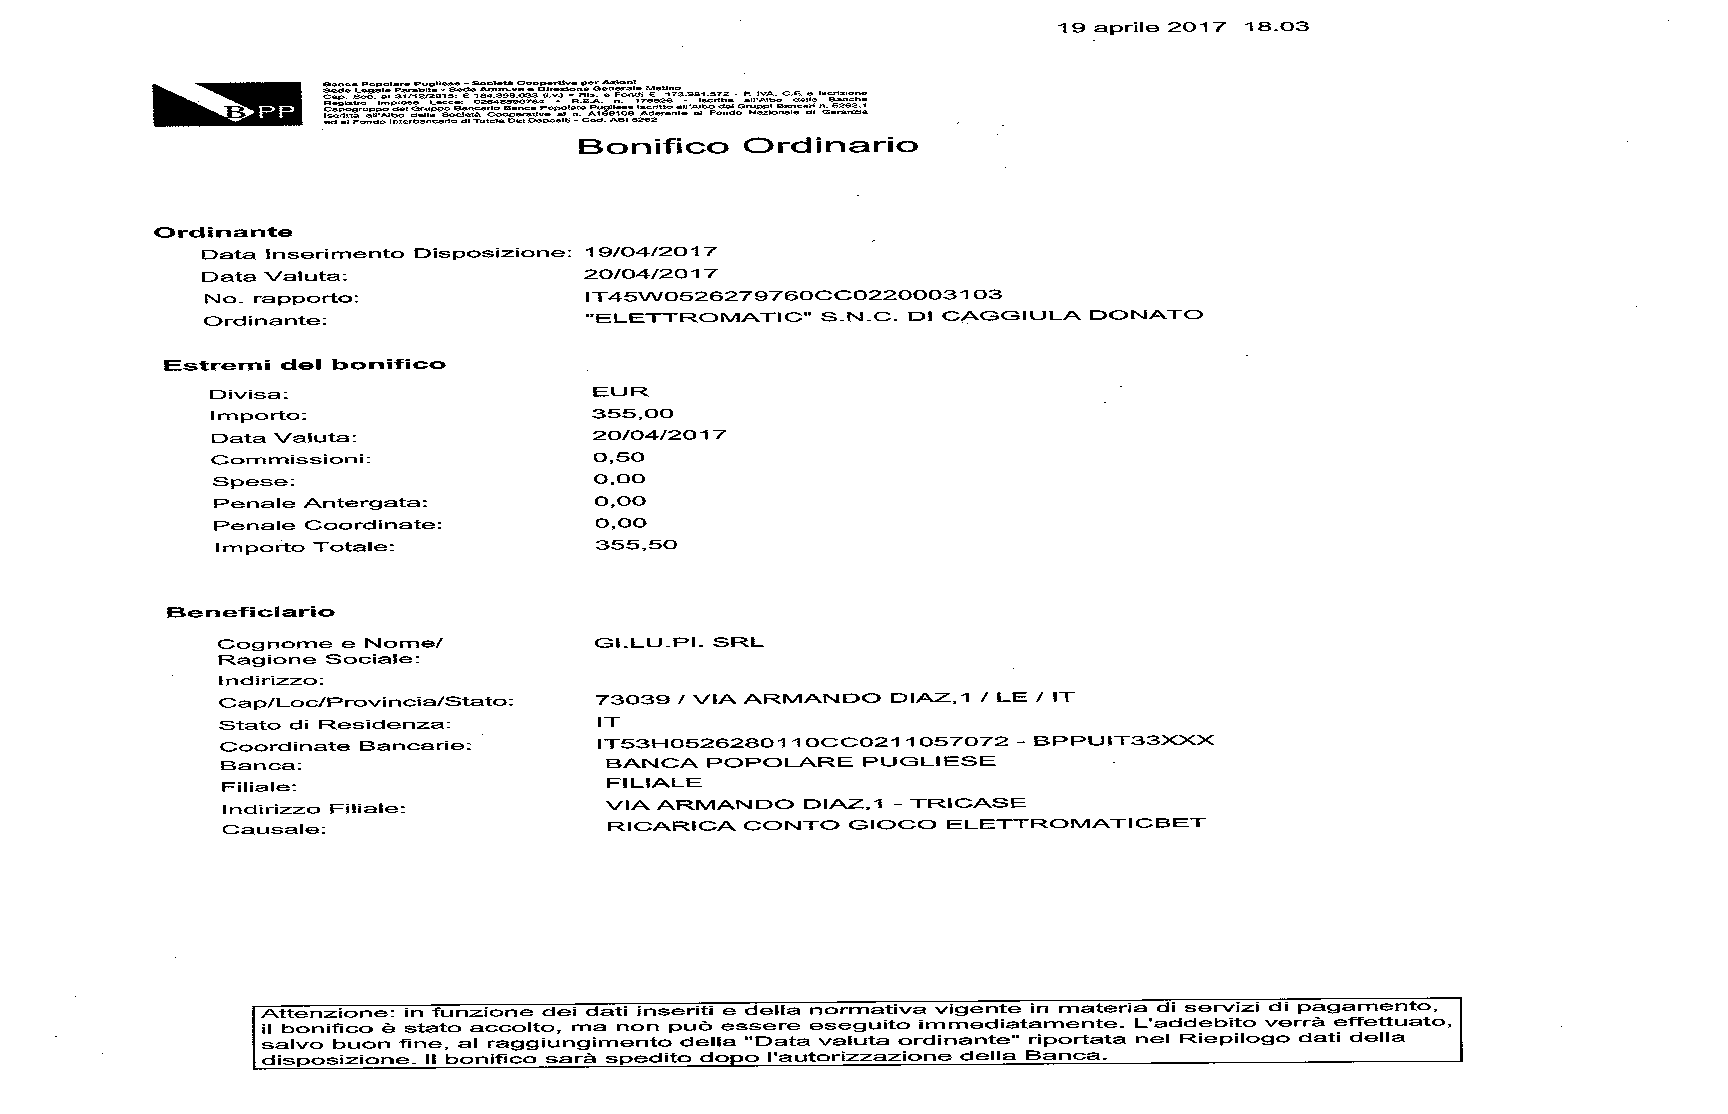 19 aprile 2017 18.03
BPP
Banca Popolare Pugliese - Società Cooperativa per Azioni
Sede Legale Parabita - Sede Amm.va e Direzione Generale Matino
Cap. Soc. al 31/12/2015: € 184.399.033 (i.v.) - Ris. e Fondi € 173.981.572 - P. IVA, C.F. e Iscrizione
Registro Imprese Lecce: - R.E.A. n. 176926 - Iscritta all'Albo delle Banche
Capogruppo del Gruppo Bancario Banca Popolare Pugliese iscritto all'Albo dei Gruppi Bancari n. 5262.1
Iscritta all'Albo delle Società Cooperative al n. A166106 Aderente al Fondo Nazionale di Garanzia
ed al Fondo Interbancario di Tutela Dei Depositi - Cod. ABI 5262
Bonifico Ordinario
Ordinante
Data Inserimento Disposizione: 19/04/2017
Data Valuta: 20/04/2017
No. rapporto: IT45W0526279760CC0220003103
Ordinante: "ELETTROMATIC" S.N.C. DI CAGGIULA DONATO
Estremi del bonifico
Divisa: EUR
Importo: 355,00
Data Valuta: 20/04/2017
Commissioni: 0,50
Spese: 0,00
Penale Antergata: 0,00
Penale Coordinate: 0,00
Importo Totale: 355,50
Beneficiario
Cognome e Nome/ GI.LU.PI. SRL
Ragione Sociale:
Indirizzo:
Cap/Loc/Provincia/Stato: 73039 / VIA ARMANDO DIAZ,1 / LE / IT
Stato di Residenza: IT
Coordinate Bancarie: IT53H0526280110CC0211057072 - BPPUIT33XXX
Banca: BANCA POPOLARE PUGLIESE
Filiale: FILIALE
Indirizzo Filiale: VIA ARMANDO DIAZ,1 - TRICASE
Causale: RICARICA CONTO GIOCO ELETTROMATICBET
Attenzione: in funzione dei dati inseriti e della normativa vigente in materia di servizi di pagamento,
il bonifico è stato accolto, ma non può essere eseguito immediatamente. L'addebito verrà effettuato,
salvo buon fine, al raggiungimento della "Data valuta ordinante" riportata nel Riepilogo dati della
disposizione. Il bonifico sarà spedito dopo l'autorizzazione della Banca.